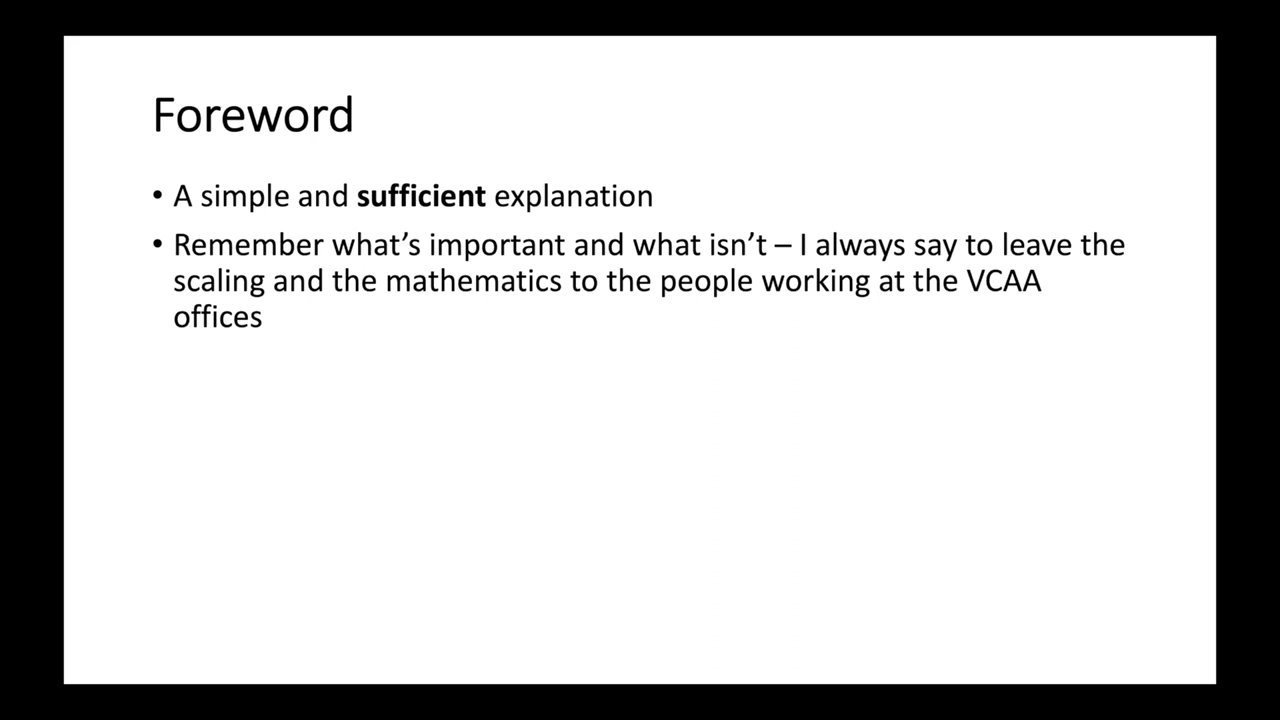 Foreword
• A simple and sufficient explanation
• Remember what’s important and what isn’t – I always say to leave the
scaling and the mathematics to the people working at the VCAA
offices